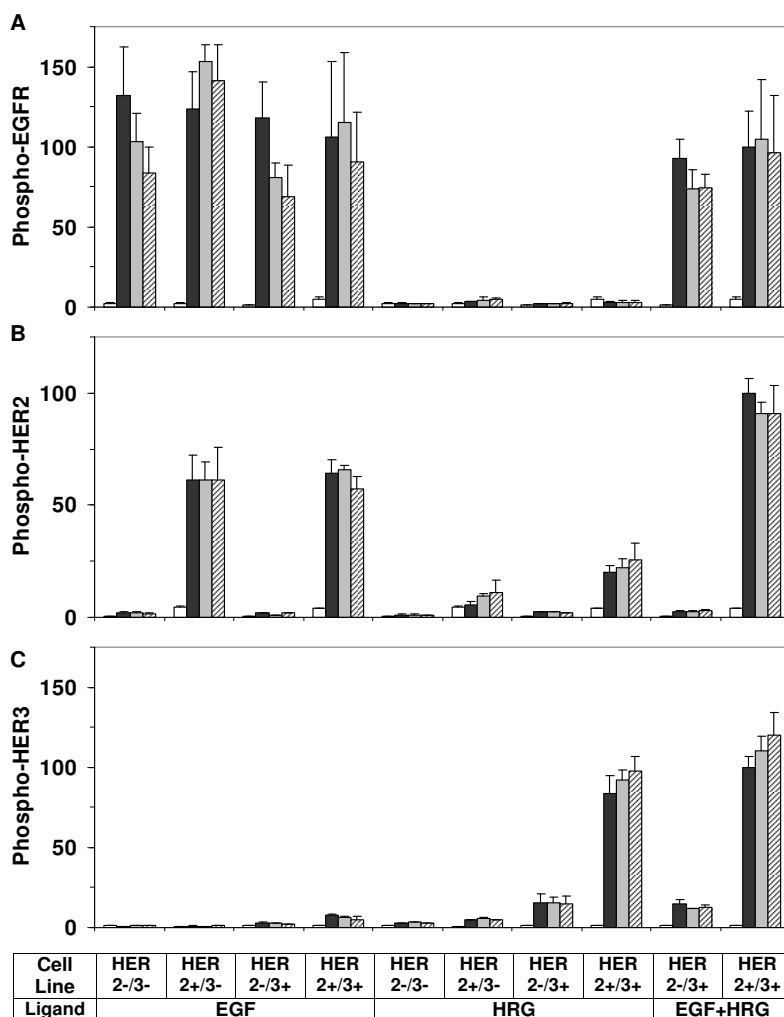 A
Phospho-EGFR
150
100
50
0
B
Phospho-HER2
100
50
0
C
Phospho-HER3
150
100
50
0
Cell Line HER 2-/3- HER 2+/3- HER 2-/3+ HER 2+/3+ HER 2-/3- HER 2+/3- HER 2-/3+ HER 2+/3+ HER 2-/3+ HER 2+/3+
Ligand EGF HRG EGF+HRG